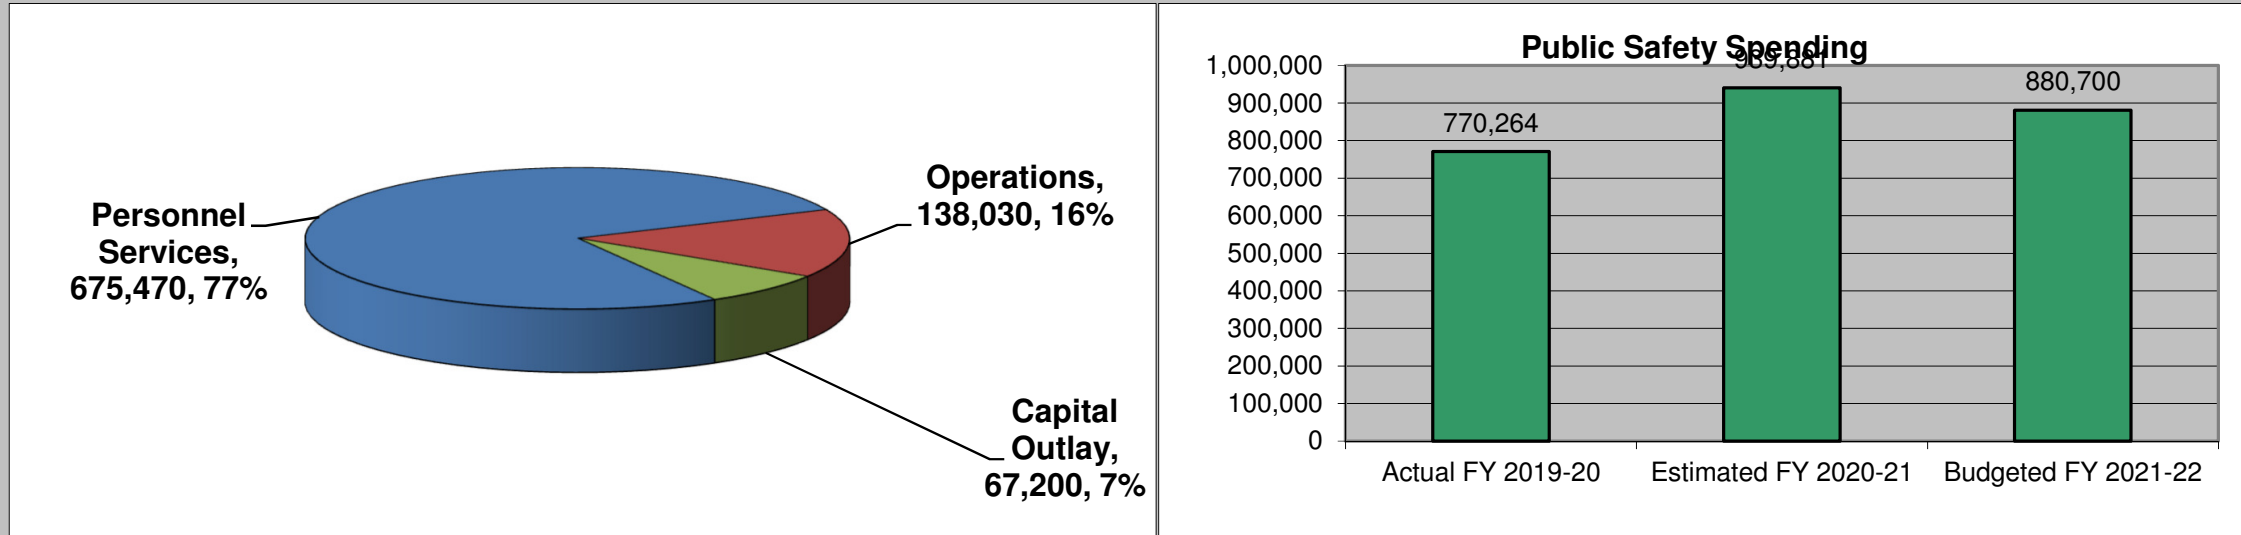 Personnel
Services,
675,470, 77%
Operations,
138,030, 16%
Capital
Outlay,
67,200, 7%
Public Safety Spending
939,881
770,264
880,700
1,000,000
900,000
800,000
700,000
600,000
500,000
400,000
300,000
200,000
100,000
0
Actual FY 2019-20
Estimated FY 2020-21
Budgeted FY 2021-22